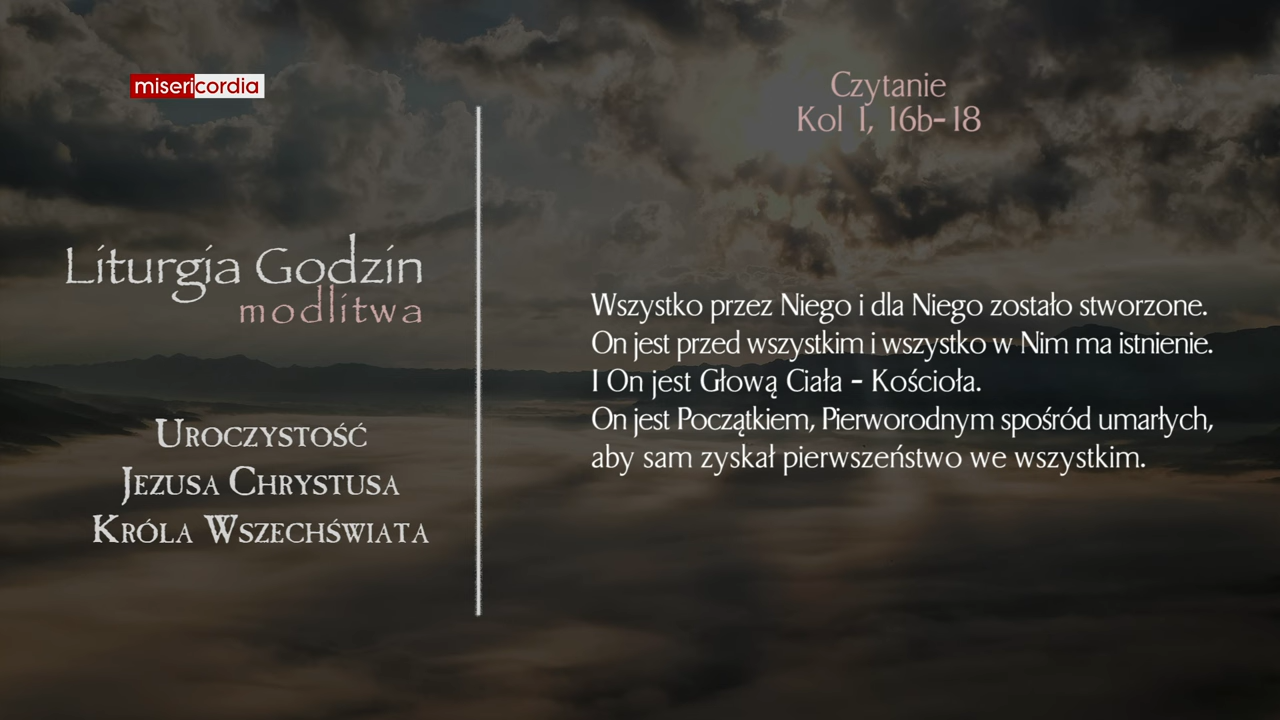 misericordia
Liturgia Godzin
modlitwa
Uroczystość
Jezusa Chrystusa
Króla Wszechświata
Czytanie
Kol 1, 16b-18
Wszystko przez Niego i dla Niego zostało stworzone.
On jest przed wszystkim i wszystko w Nim ma istnienie.
I On jest Głową Ciała - Kościoła.
On jest Początkiem, Pierworodnym spośród umarłych,
aby sam zyskał pierwszeństwo we wszystkim.